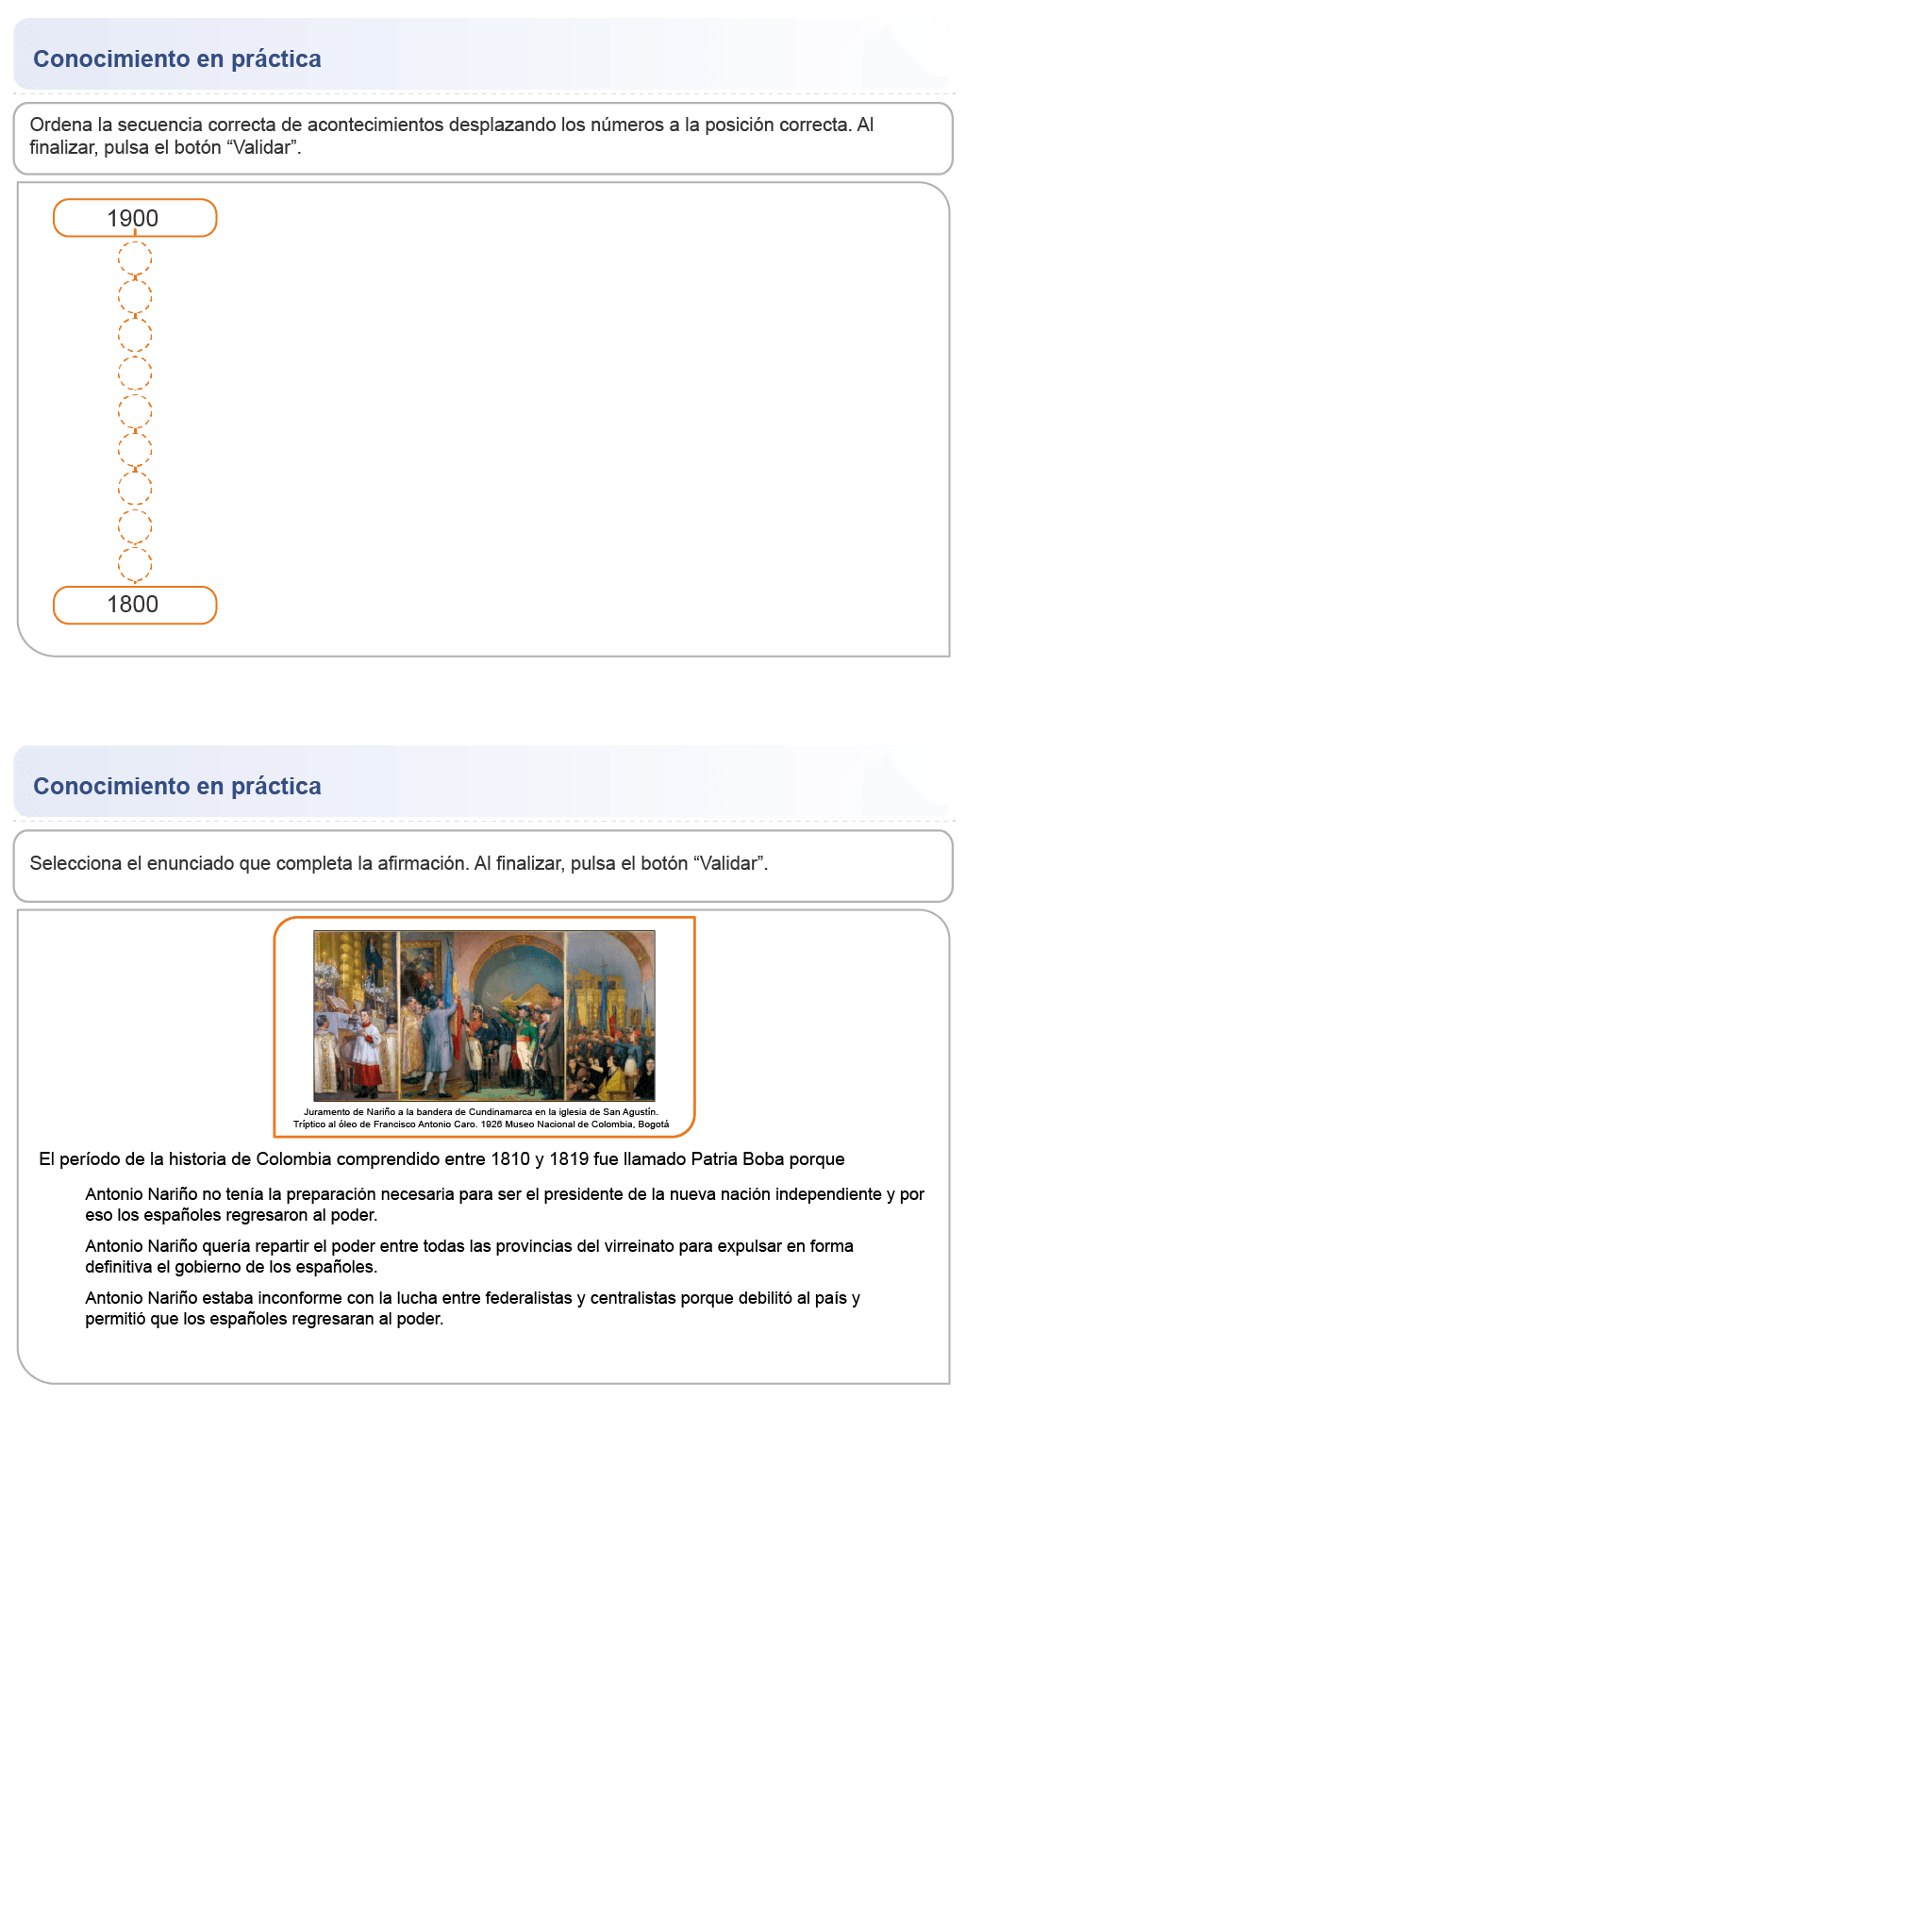 Conocimiento en práctica
Ordena la secuencia correcta de acontecimientos desplazando los números a la posición correcta. Al
finalizar, pulsa el botón “Validar”.
1900
1800
Conocimiento en práctica
Selecciona el enunciado que completa la afirmación. Al finalizar, pulsa el botón “Validar”.
Juramento de Nariño a la bandera de Cundinamarca en la iglesia de San Agustín.
Tríptico al óleo de Francisco Antonio Caro. 1926 Museo Nacional de Colombia, Bogotá
El período de la historia de Colombia comprendido entre 1810 y 1819 fue llamado Patria Boba porque
Antonio Nariño no tenía la preparación necesaria para ser el presidente de la nueva nación independiente y por
eso los españoles regresaron al poder.
Antonio Nariño quería repartir el poder entre todas las provincias del virreinato para expulsar en forma
definitiva el gobierno de los españoles.
Antonio Nariño estaba inconforme con la lucha entre federalistas y centralistas porque debilitó al país y
permitió que los españoles regresaran al poder.